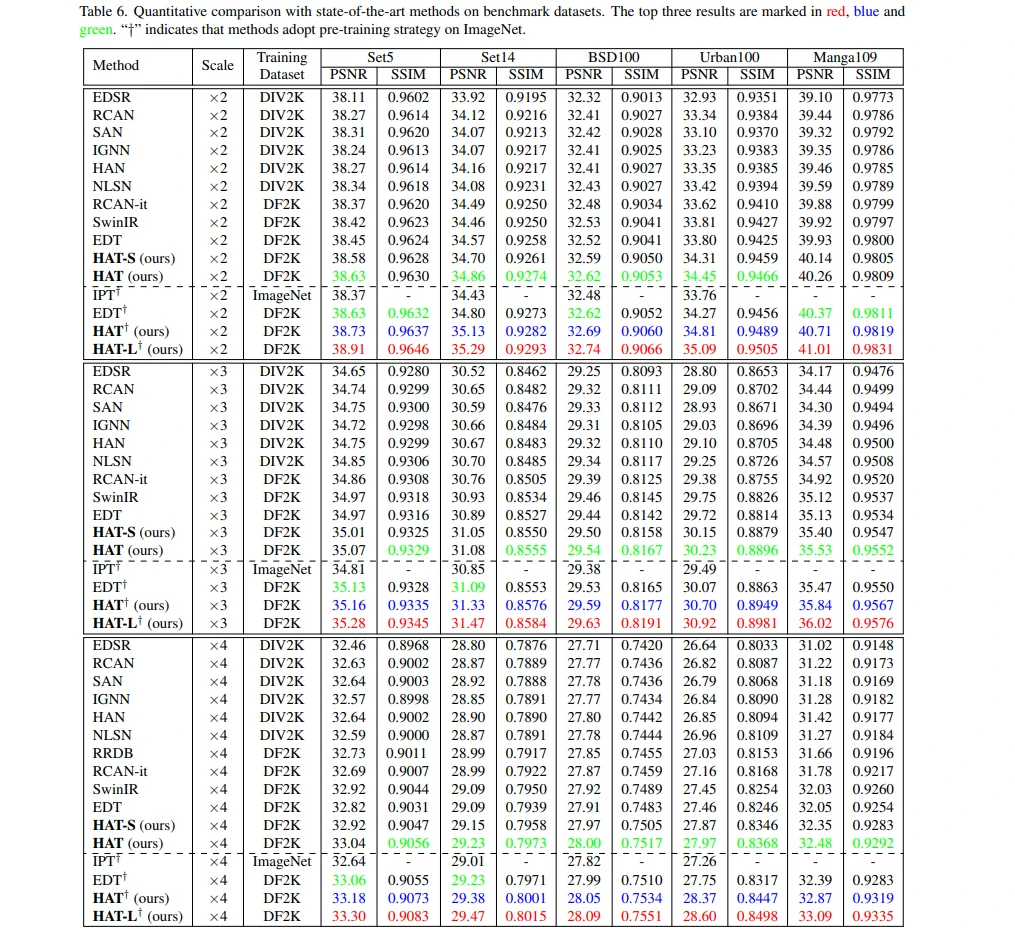 Table 6. Quantitative comparison with state-of-the-art methods on benchmark datasets. The top three results are marked in red, blue and
green. “†” indicates that methods adopt pre-training strategy on ImageNet.
Method Scale Training Dataset Set5 Set14 BSD100 Urban100 Manga109
PSNR SSIM PSNR SSIM PSNR SSIM PSNR SSIM PSNR SSIM
EDSR ×2 DIV2K 38.11 0.9602 33.92 0.9195 32.32 0.9013 32.93 0.9351 39.10 0.9773
RCAN ×2 DIV2K 38.27 0.9614 34.12 0.9216 32.41 0.9027 33.34 0.9384 39.44 0.9786
SAN ×2 DIV2K 38.31 0.9620 34.07 0.9213 32.42 0.9028 33.10 0.9370 39.32 0.9792
IGNN ×2 DIV2K 38.24 0.9613 34.07 0.9217 32.41 0.9025 33.23 0.9383 39.35 0.9786
HAN ×2 DIV2K 38.27 0.9614 34.16 0.9217 32.41 0.9027 33.35 0.9385 39.46 0.9785
NLSN ×2 DIV2K 38.34 0.9618 34.08 0.9231 32.43 0.9027 33.42 0.9394 39.59 0.9789
RCAN-it ×2 DF2K 38.37 0.9620 34.49 0.9250 32.48 0.9034 33.62 0.9410 39.88 0.9799
SwinIR ×2 DF2K 38.42 0.9623 34.46 0.9250 32.53 0.9041 33.81 0.9427 39.92 0.9797
EDT ×2 DF2K 38.45 0.9624 34.57 0.9258 32.52 0.9041 33.80 0.9425 39.93 0.9800
HAT-S (ours) ×2 DF2K 38.58 0.9628 34.70 0.9261 32.59 0.9050 34.31 0.9459 40.14 0.9805
HAT (ours) ×2 DF2K 38.63 0.9630 34.86 0.9274 32.62 0.9053 34.45 0.9466 40.26 0.9809
IPT† ×2 ImageNet 38.37 - 34.43 - 32.48 - 33.76 - - -
EDT† ×2 DF2K 38.63 0.9632 34.80 0.9273 32.62 0.9052 34.27 0.9456 40.37 0.9811
HAT† (ours) ×2 DF2K 38.73 0.9637 35.13 0.9282 32.69 0.9060 34.81 0.9489 40.71 0.9819
HAT-L† (ours) ×2 DF2K 38.91 0.9646 35.29 0.9293 32.74 0.9066 35.09 0.9505 41.01 0.9831
EDSR ×3 DIV2K 34.65 0.9280 30.52 0.8462 29.25 0.8093 28.80 0.8653 34.17 0.9476
RCAN ×3 DIV2K 34.74 0.9299 30.65 0.8482 29.32 0.8111 29.09 0.8702 34.44 0.9499
SAN ×3 DIV2K 34.75 0.9300 30.59 0.8476 29.33 0.8112 28.93 0.8671 34.30 0.9494
IGNN ×3 DIV2K 34.72 0.9298 30.66 0.8484 29.31 0.8105 29.03 0.8696 34.39 0.9496
HAN ×3 DIV2K 34.75 0.9299 30.67 0.8483 29.32 0.8110 29.10 0.8705 34.48 0.9500
NLSN ×3 DIV2K 34.85 0.9306 30.70 0.8485 29.34 0.8117 29.25 0.8726 34.57 0.9508
RCAN-it ×3 DF2K 34.86 0.9308 30.76 0.8505 29.39 0.8125 29.38 0.8755 34.92 0.9520
SwinIR ×3 DF2K 34.97 0.9318 30.93 0.8534 29.46 0.8145 29.75 0.8826 35.12 0.9537
EDT ×3 DF2K 34.97 0.9316 30.89 0.8527 29.44 0.8142 29.72 0.8814 35.13 0.9534
HAT-S (ours) ×3 DF2K 35.01 0.9325 31.05 0.8550 29.50 0.8158 30.15 0.8879 35.40 0.9547
HAT (ours) ×3 DF2K 35.07 0.9329 31.08 0.8555 29.54 0.8167 30.23 0.8896 35.53 0.9552
IPT† ×3 ImageNet 34.81 - 30.85 - 29.38 - 29.49 - - -
EDT† ×3 DF2K 35.13 0.9328 31.09 0.8553 29.53 0.8165 30.07 0.8863 35.47 0.9550
HAT† (ours) ×3 DF2K 35.16 0.9335 31.33 0.8576 29.59 0.8177 30.70 0.8949 35.84 0.9567
HAT-L† (ours) ×3 DF2K 35.28 0.9345 31.47 0.8584 29.63 0.8191 30.92 0.8981 36.02 0.9576
EDSR ×4 DIV2K 32.46 0.8968 28.80 0.7876 27.71 0.7420 26.64 0.8033 31.02 0.9148
RCAN ×4 DIV2K 32.63 0.9002 28.87 0.7889 27.77 0.7436 26.82 0.8087 31.22 0.9173
SAN ×4 DIV2K 32.64 0.9003 28.92 0.7888 27.78 0.7436 26.79 0.8068 31.18 0.9169
IGNN ×4 DIV2K 32.57 0.8998 28.85 0.7891 27.77 0.7434 26.84 0.8090 31.28 0.9182
HAN ×4 DIV2K 32.64 0.9002 28.90 0.7890 27.80 0.7442 26.85 0.8094 31.42 0.9177
NLSN ×4 DIV2K 32.59 0.9000 28.87 0.7891 27.78 0.7444 26.96 0.8109 31.27 0.9184
RRDB ×4 DF2K 32.73 0.9011 28.99 0.7917 27.85 0.7455 27.03 0.8153 31.66 0.9196
RCAN-it ×4 DF2K 32.69 0.9007 28.99 0.7922 27.87 0.7459 27.16 0.8168 31.78 0.9217
SwinIR ×4 DF2K 32.92 0.9044 29.09 0.7950 27.92 0.7489 27.45 0.8254 32.03 0.9260
EDT ×4 DF2K 32.82 0.9031 29.09 0.7939 27.91 0.7483 27.46 0.8246 32.05 0.9254
HAT-S (ours) ×4 DF2K 32.92 0.9047 29.15 0.7958 27.97 0.7505 27.87 0.8346 32.35 0.9283
HAT (ours) ×4 DF2K 33.04 0.9056 29.23 0.7973 28.00 0.7517 27.97 0.8368 32.48 0.9292
IPT† ×4 ImageNet 32.64 - 29.01 - 27.82 - 27.26 - - -
EDT† ×4 DF2K 33.06 0.9055 29.23 0.7971 27.99 0.7510 27.75 0.8317 32.39 0.9283
HAT† (ours) ×4 DF2K 33.18 0.9073 29.38 0.8001 28.05 0.7534 28.37 0.8447 32.87 0.9319
HAT-L† (ours) ×4 DF2K 33.30 0.9083 29.47 0.8015 28.09 0.7551 28.60 0.8498 33.09 0.9335